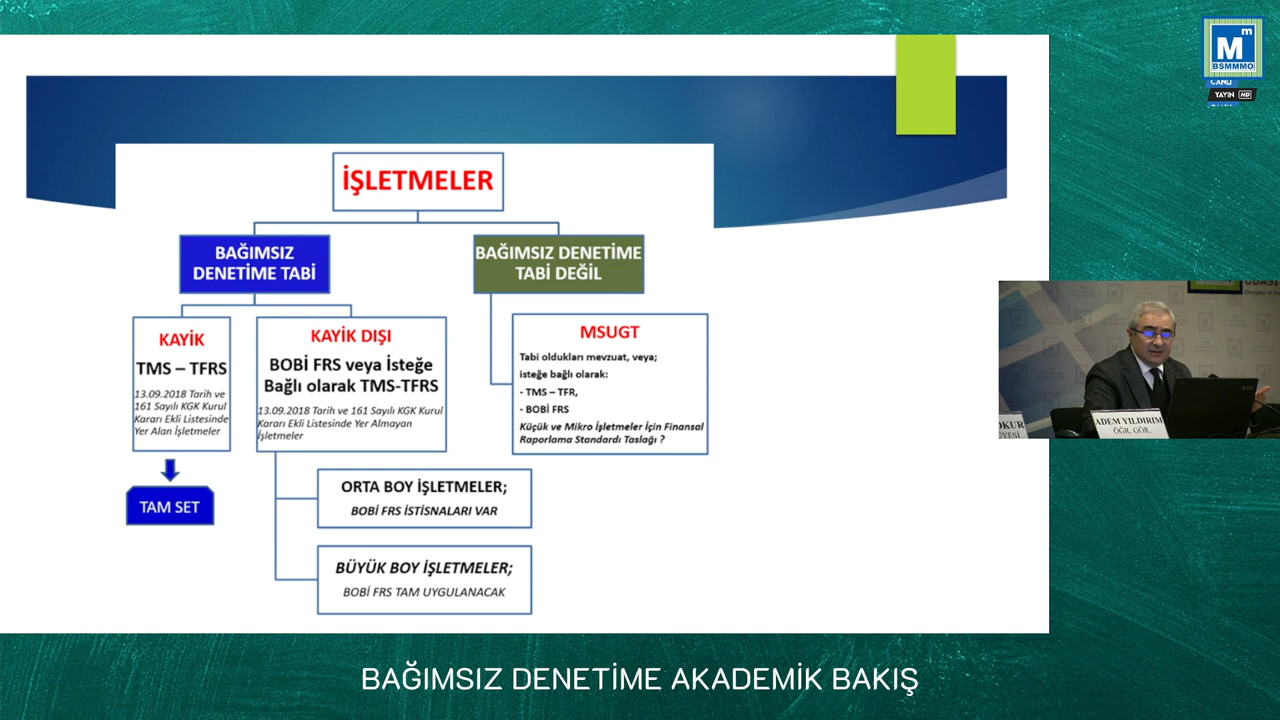 Mm
BSMMMO
CANLI
YAYIN HD
İŞLETMELER
BAĞIMSIZ
DENETİME TABİ
BAĞIMSIZ DENETİME
TABİ DEĞİL
KAYİK
TMS – TFRS
13.09.2018 Tarih ve
161 Sayılı KGK Kurul
Kararı Ekli Listesinde
Yer Alan İşletmeler
TAM SET
KAYİK DIŞI
BOBİ FRS veya İsteğe
Bağlı olarak TMS-TFRS
13.09.2018 Tarih ve 161 Sayılı KGK Kurul
Kararı Ekli Listesinde Yer Almayan
İşletmeler
MSUGT
Tabi oldukları mevzuat, veya;
isteğe bağlı olarak:
- TMS – TFR,
- BOBİ FRS
Küçük ve Mikro İşletmeler İçin Finansal
Raporlama Standardı Taslağı ?
ORTA BOY İŞLETMELER;
BOBİ FRS İSTİSNALARI VAR
BÜYÜK BOY İŞLETMELER;
BOBİ FRS TAM UYGULANACAK
ODASI
OKUR
YESİ
ADEM YILDIRIM
ÖĞR. GÖR.
BAĞIMSIZ DENETİME AKADEMİK BAKIŞ